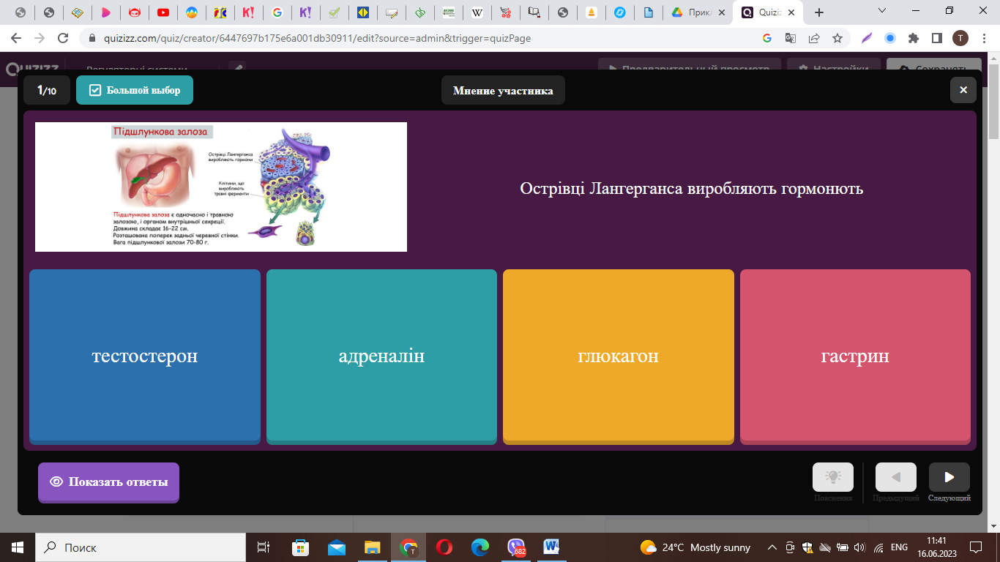 Прикл
Quiziz
quizizz.com/quiz/creator/6447697b175e6a001db30911/edit?source=admin&trigger=quizPage
T
QUIZIZZ
Регуляторні системи
Предварительный просмотр
Настройки
Сохранять
1/10
Большой выбор
Мнение участника
Підшлункова залоза
Острівці Лангерганса
виробляють гормони
Клітини, що
виробляють
травні ферменти
Підшлункова залоза є одночасно і травною
залозою, і органом внутрішньої секреції.
Довжина складає 16-22 см.
Розташована поперек задньої черевної стінки.
Вага підшлункової залози 70-80 г.
Острівці Лангерганса виробляють гормонють
тестостерон
адреналін
глюкагон
гастрин
Показать ответы
Пояснения
Предыдущий
Следующий
Поиск
T
682
24°C Mostly sunny
ENG
11:41
16.06.2023